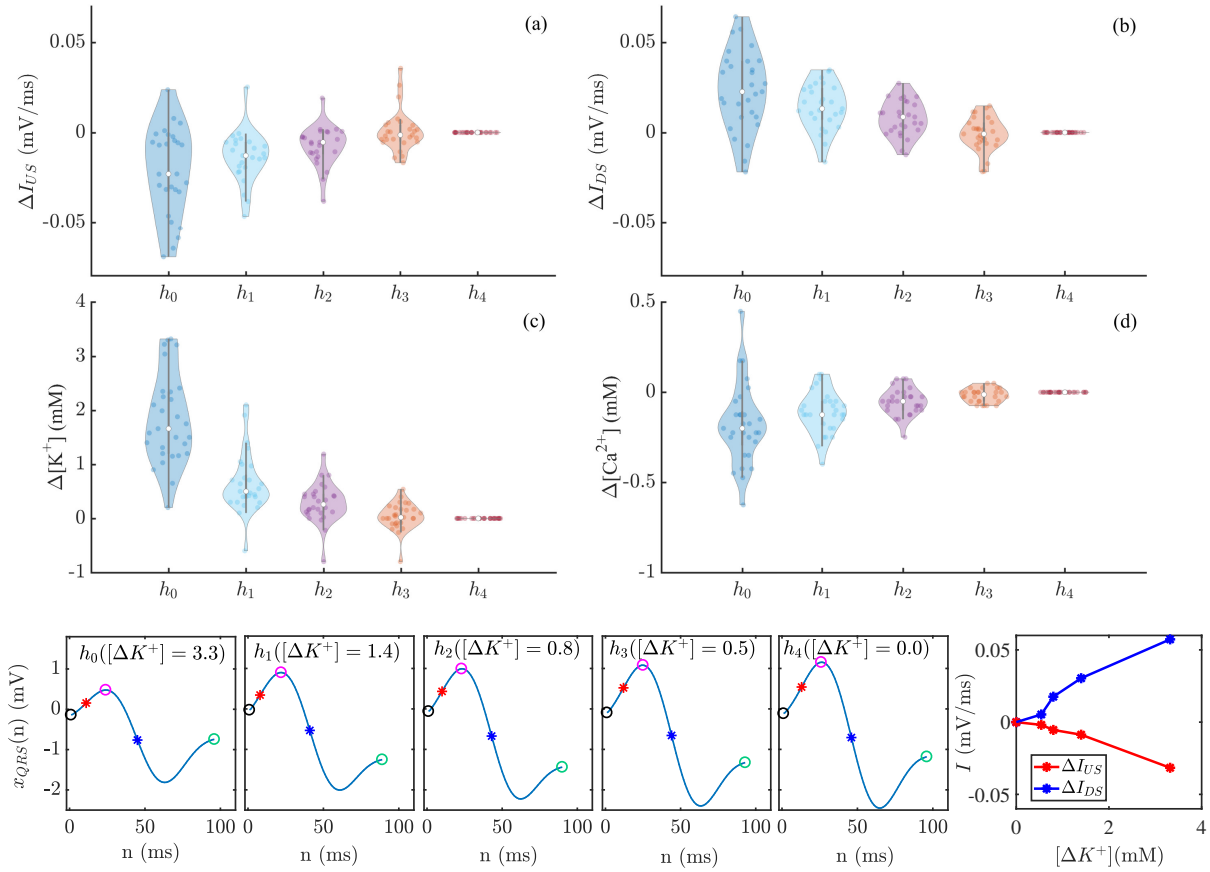 (a)
ΔI_US (mV/ms)
0.05
0
-0.05
h_0 h_1 h_2 h_3 h_4
(b)
ΔI_DS (mV/ms)
0.05
0
-0.05
h_0 h_1 h_2 h_3 h_4
(c)
Δ[K^+] (mM)
4
3
2
1
0
-1
h_0 h_1 h_2 h_3 h_4
(d)
Δ[Ca^2+] (mM)
0
-0.5
-1
h_0 h_1 h_2 h_3 h_4
x_QRS(n) (mV)
1
0
-1
-2
h_0([ΔK^+] = 3.3)
0 50 100
n (ms)
h_1([ΔK^+] = 1.4)
0 50 100
n (ms)
h_2([ΔK^+] = 0.8)
0 50 100
n (ms)
h_3([ΔK^+] = 0.5)
0 50 100
n (ms)
h_4([ΔK^+] = 0.0)
0 50 100
n (ms)
I (mV/ms)
0.05
0
-0.05
ΔI_US
ΔI_DS
0 2 4
[ΔK^+](mM)